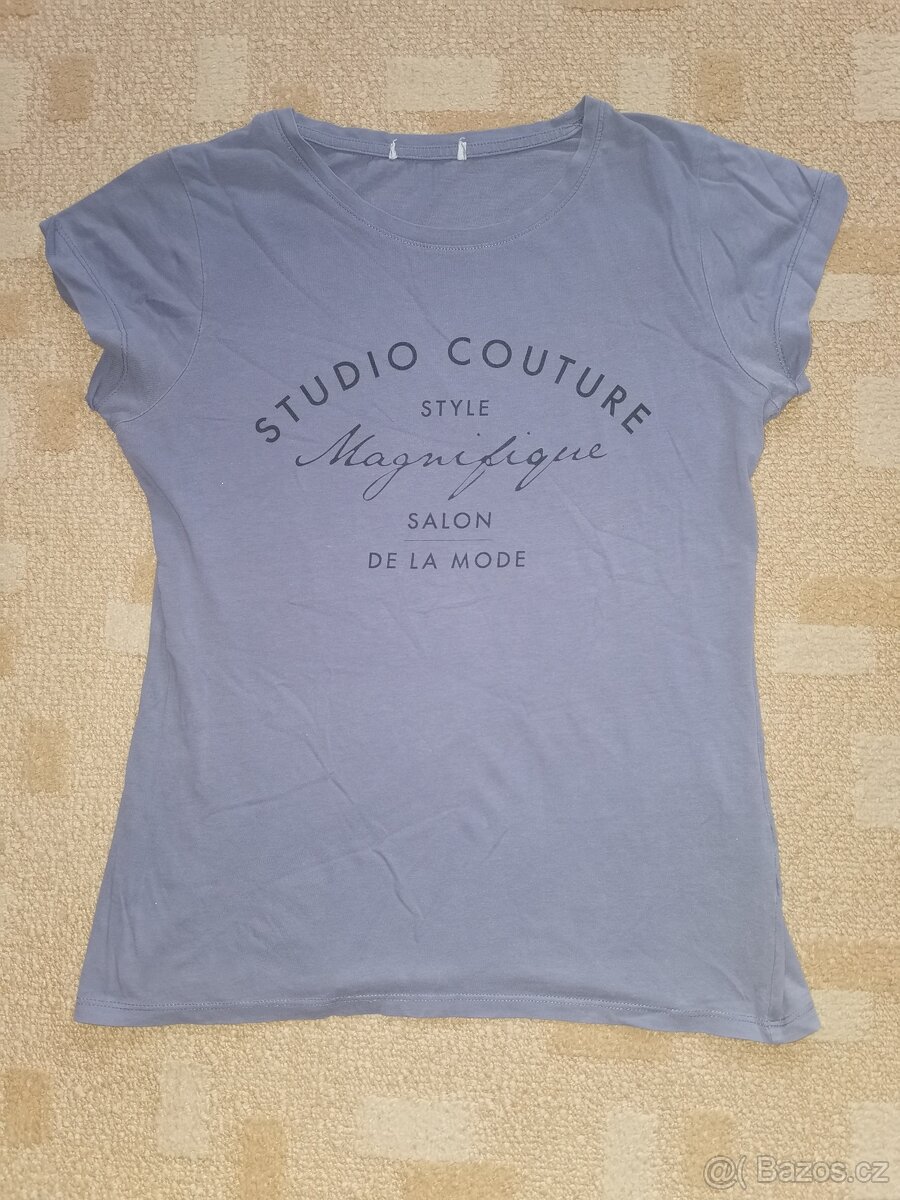 STUDIO COUTURE
STYLE
Magnifique
SALON
DE LA MODE
@( Bazos.cz